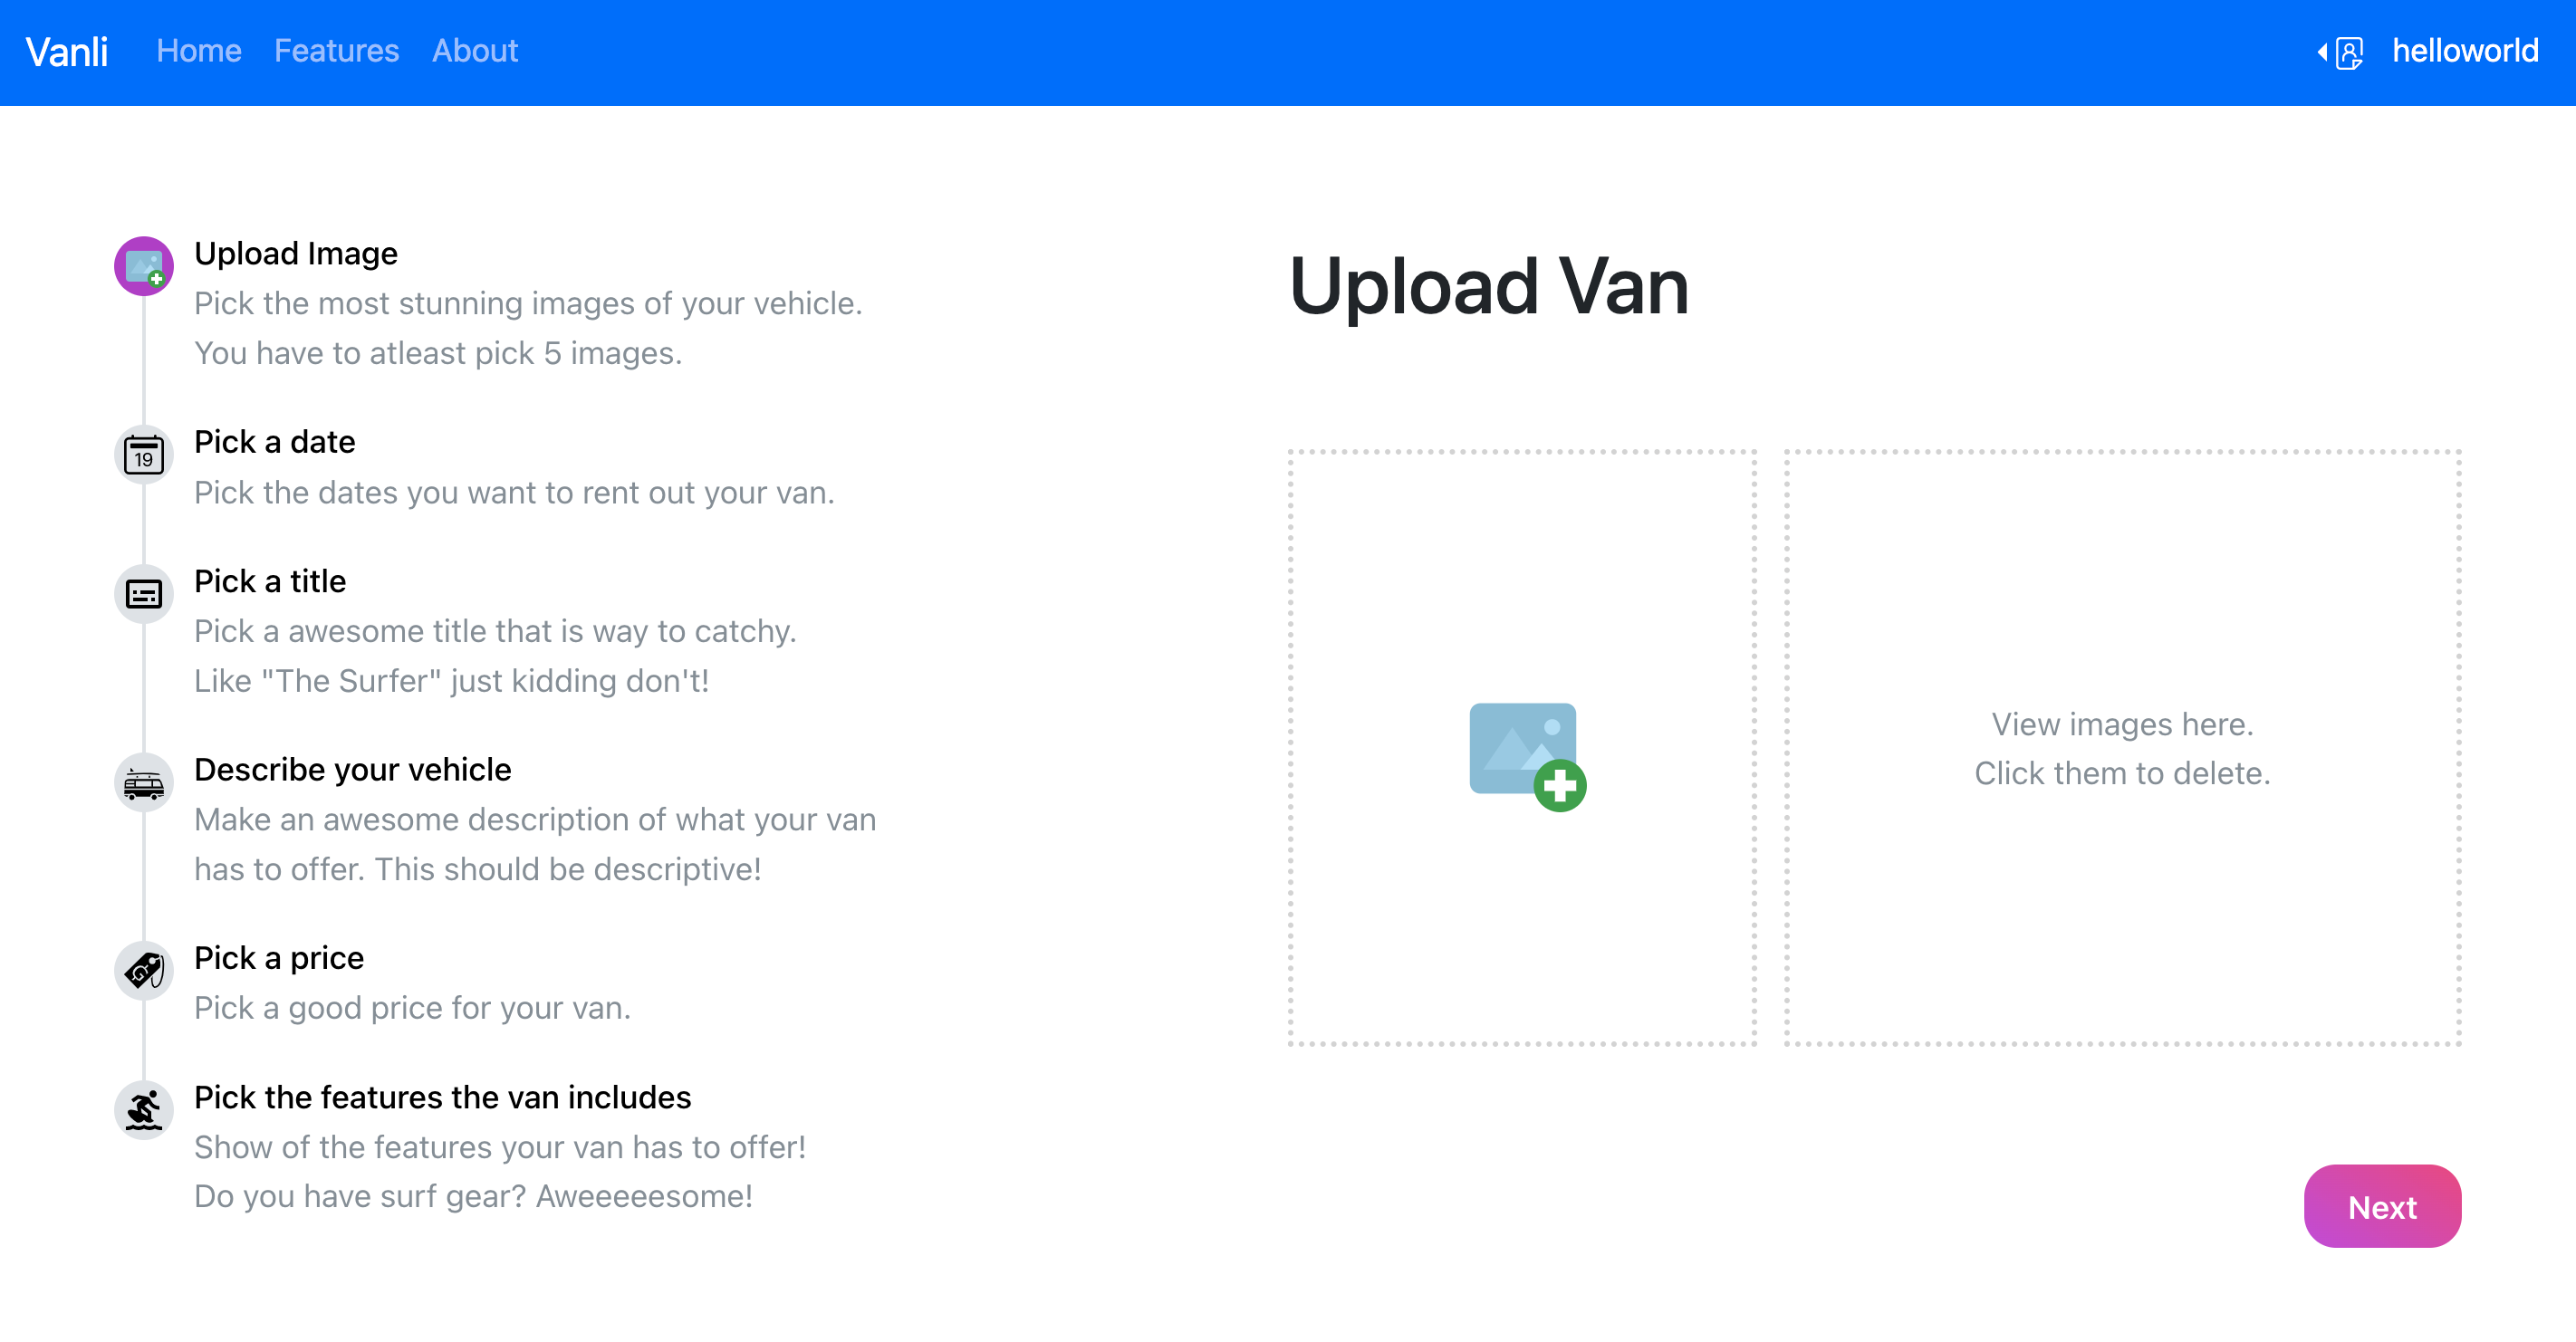 Vanli Home Features About helloworld
Upload Image
Pick the most stunning images of your vehicle.
You have to atleast pick 5 images.
Pick a date
19
Pick the dates you want to rent out your van.
Pick a title
Pick a awesome title that is way to catchy.
Like "The Surfer" just kidding don't!
Describe your vehicle
Make an awesome description of what your van
has to offer. This should be descriptive!
Pick a price
Pick a good price for your van.
Pick the features the van includes
Show of the features your van has to offer!
Do you have surf gear? Aweeeeesome!
Upload Van
View images here.
Click them to delete.
Next